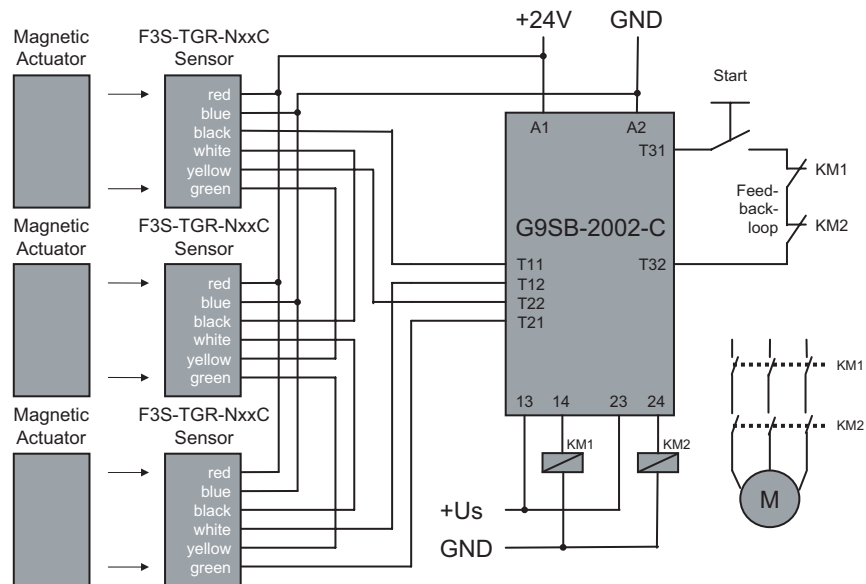 +24V
GND
Magnetic
Actuator
F3S-TGR-NxxC
Sensor
red
blue
black
white
yellow
green
Magnetic
Actuator
F3S-TGR-NxxC
Sensor
red
blue
black
white
yellow
green
Magnetic
Actuator
F3S-TGR-NxxC
Sensor
red
blue
black
white
yellow
green
A1
A2
T31
G9SB-2002-C
T11
T12
T22
T21
T32
13
14
23
24
Start
KM1
Feed-
back-
loop
KM2
KM1
KM2
+Us
GND
KM1
KM2
M